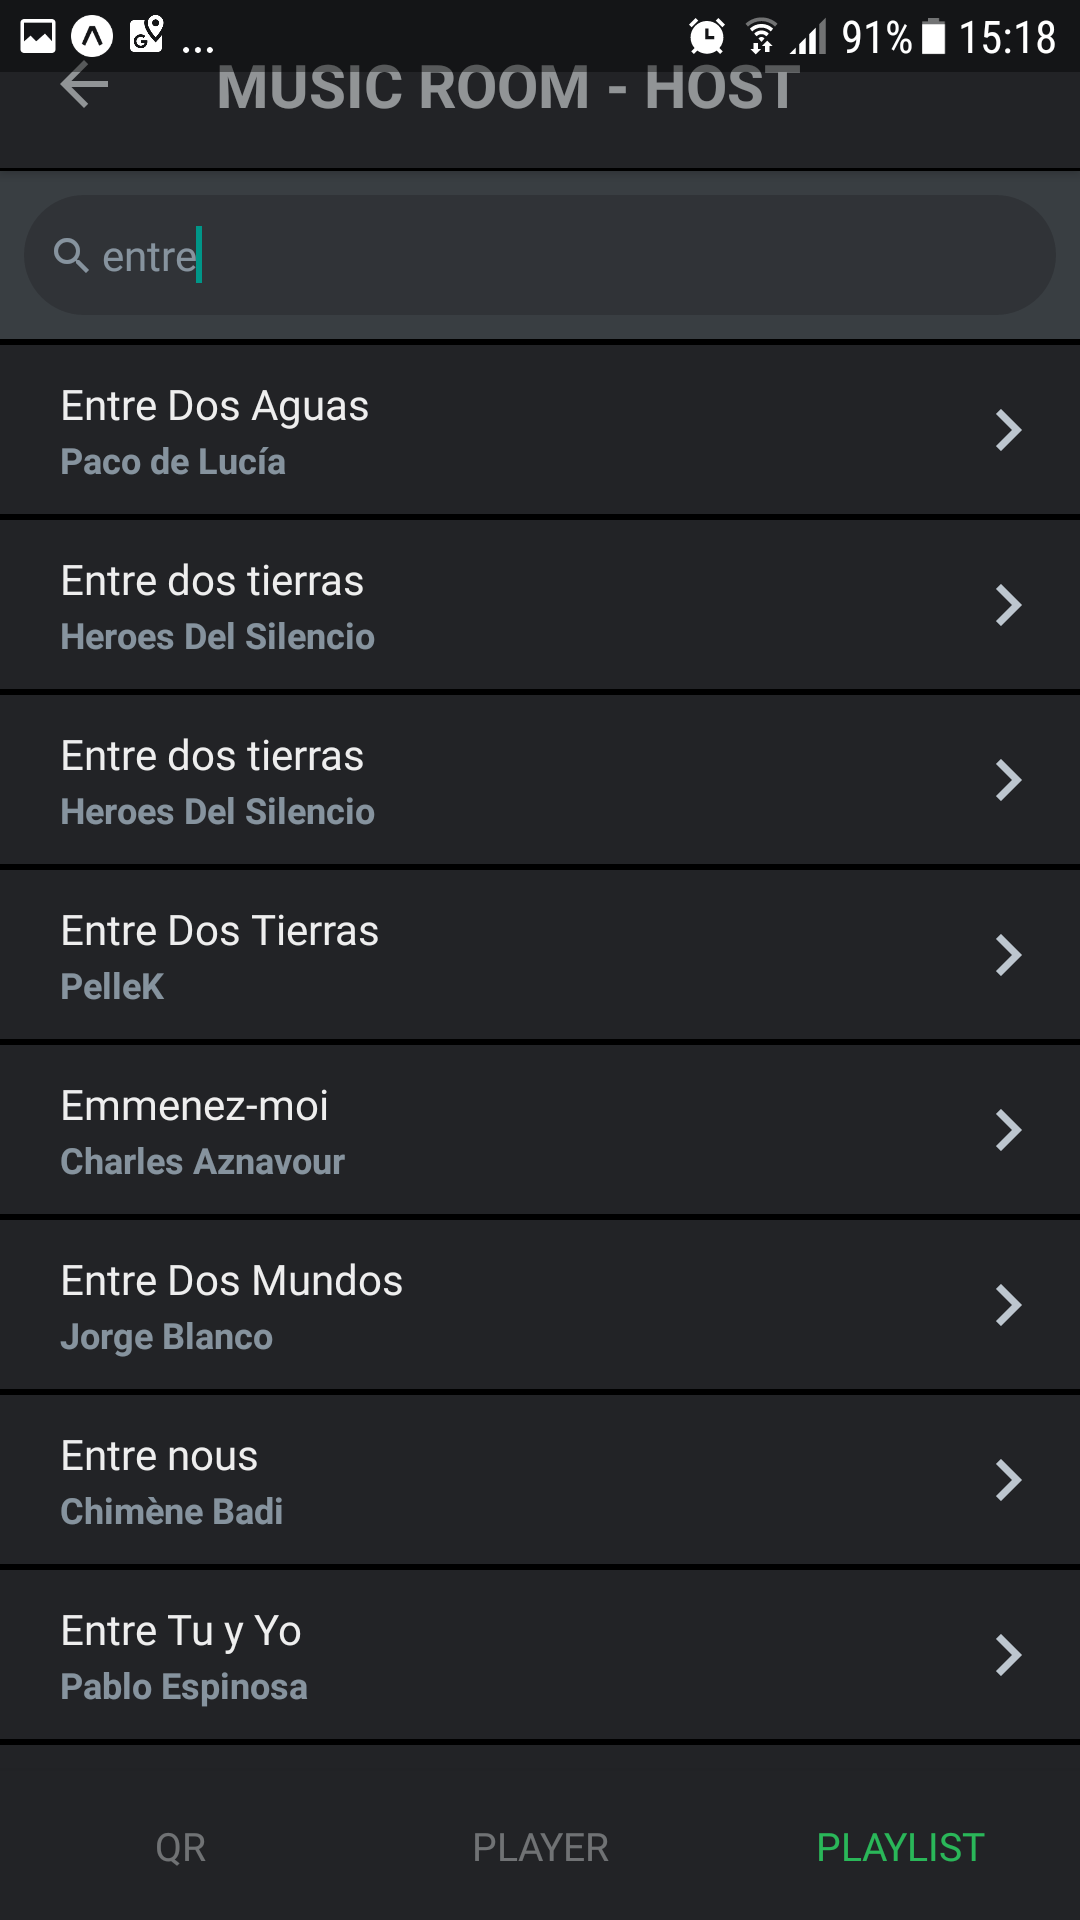 ... 91% 15:18
MUSIC ROOM - HOST
entre
Entre Dos Aguas
Paco de Lucía
Entre dos tierras
Heroes Del Silencio
Entre dos tierras
Heroes Del Silencio
Entre Dos Tierras
PelleK
Emmenez-moi
Charles Aznavour
Entre Dos Mundos
Jorge Blanco
Entre nous
Chimène Badi
Entre Tu y Yo
Pablo Espinosa
QR PLAYER PLAYLIST